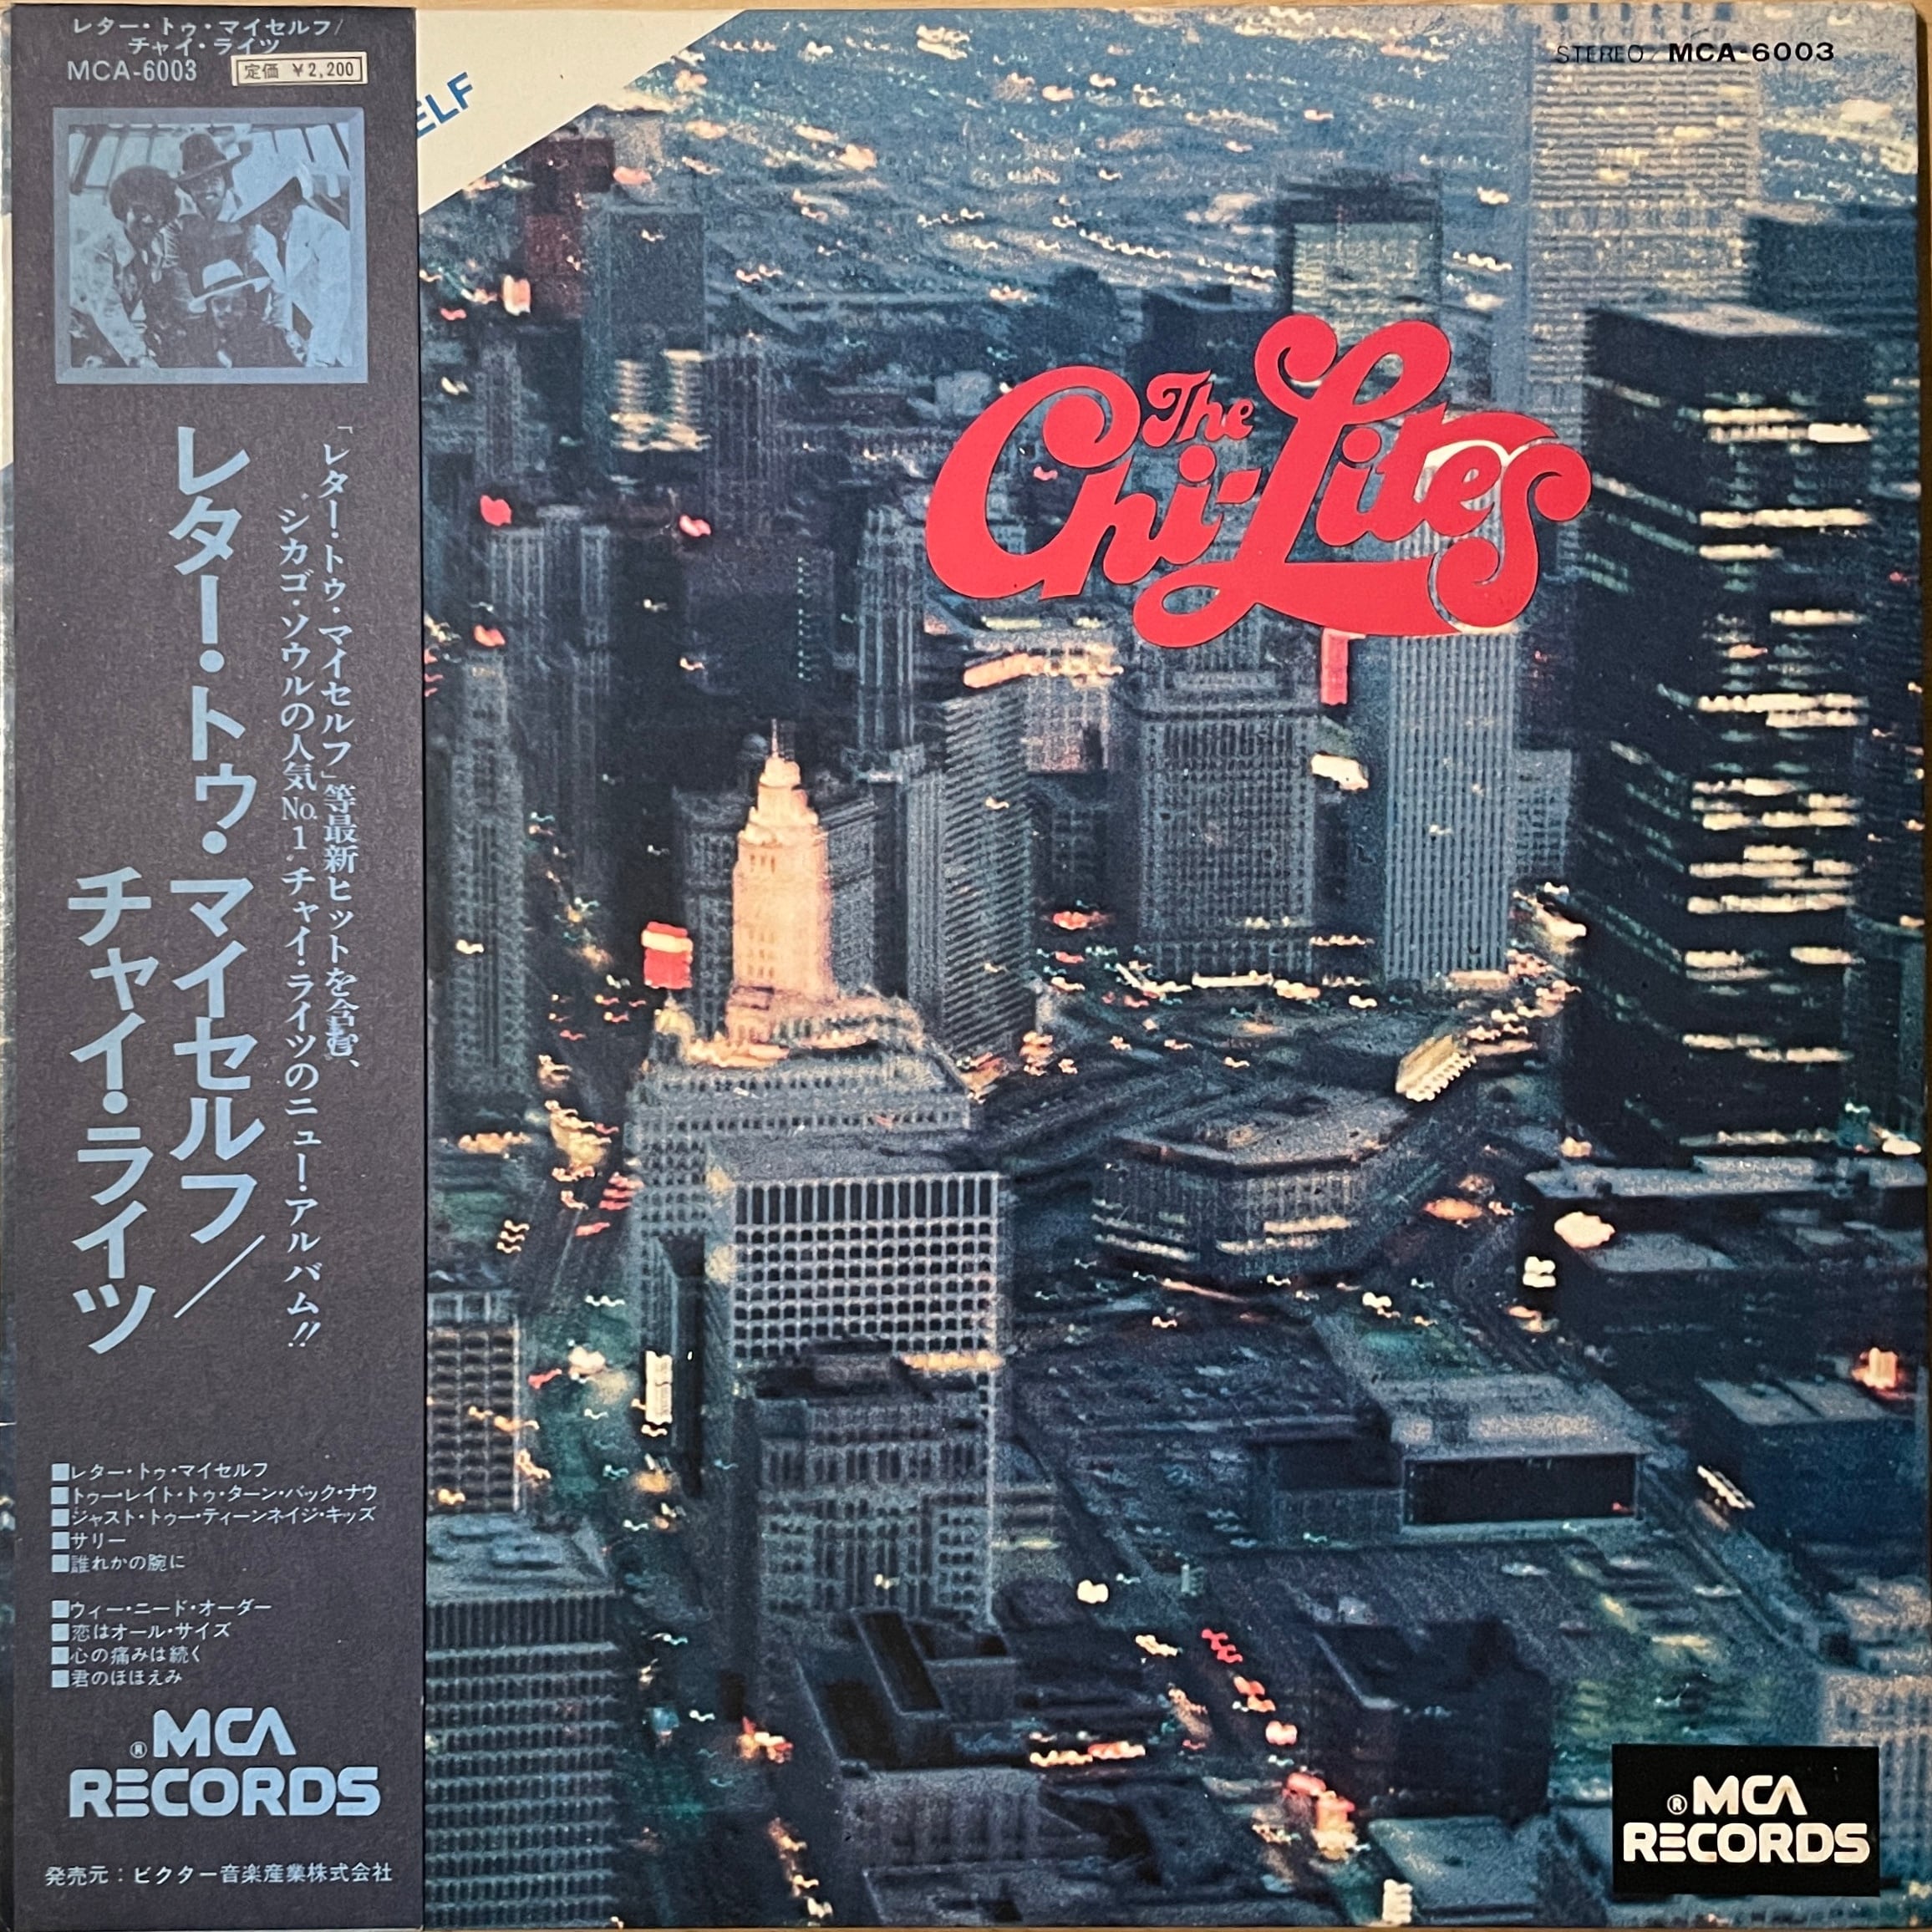 レター・トゥ・マイセルフ/
チャイ・ライツ
MCA-6003 定価 ¥2,200
「レター・トゥ・マイセルフ」等最新ヒットを含む、
シカゴ・ソウルの人気No.1・チャイ・ライツのニュー・アルバム!!
レター・トゥ・マイセルフ/
チャイ・ライツ
■レター・トゥ・マイセルフ
■トゥー・レイト・トゥ・ターン・バック・ナウ
■ジャスト・トゥー・ティーンネイジ・キッズ
■サリー
■誰れかの腕に
■ウィー・ニード・オーダー
■恋はオール・サイズ
■心の痛みは続く
■君のほほえみ
® MCA
RECORDS
発売元：ビクター音楽産業株式会社
ELF
STEREO / MCA-6003
The
Chi-Lites
® MCA
RECORDS